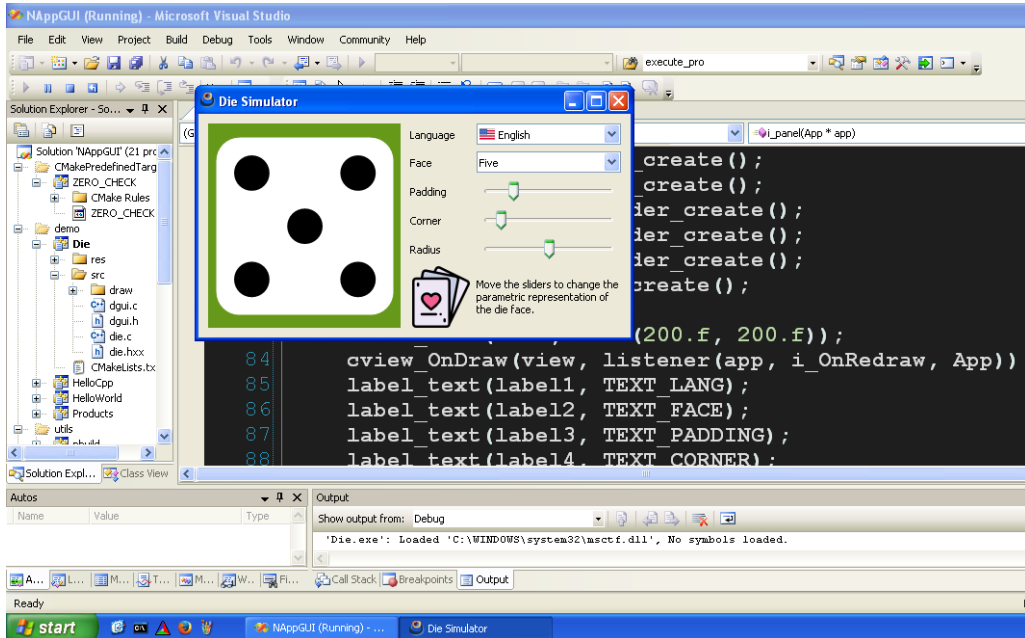 NAppGUI (Running) - Microsoft Visual Studio
File Edit View Project Build Debug Tools Window Community Help
execute_pro
Solution Explorer - So...
Die Simulator
i_panel(App * app)
Solution 'NAppGUI' (21 prc
CMakePredefinedTarg
ZERO_CHECK
CMake Rules
ZERO_CHECK
demo
Die
res
src
draw
dgui.c
dgui.h
die.c
die.hxx
CMakeLists.tx
HelloCpp
HelloWorld
Products
utils
Language English
Face Five
Padding
Corner
Radius
Move the sliders to change the
parametric representation of
the die face.
_create();
_create();
der_create();
der_create();
der_create();
create();
(200.f, 200.f));
84 cview_OnDraw(view, listener(app, i_OnRedraw, App))
85 label_text(label1, TEXT_LANG);
86 label_text(label2, TEXT_FACE);
87 label_text(label3, TEXT_PADDING);
88 label_text(label4, TEXT_CORNER);
Solution Expl... Class View
Autos
Name Value Type
Output
Show output from: Debug
'Die.exe': Loaded 'C:\WINDOWS\system32\msctf.dll', No symbols loaded.
A... L... M... T... M... W... Fi...
Call Stack Breakpoints Output
Ready
start NAppGUI (Running) - ... Die Simulator